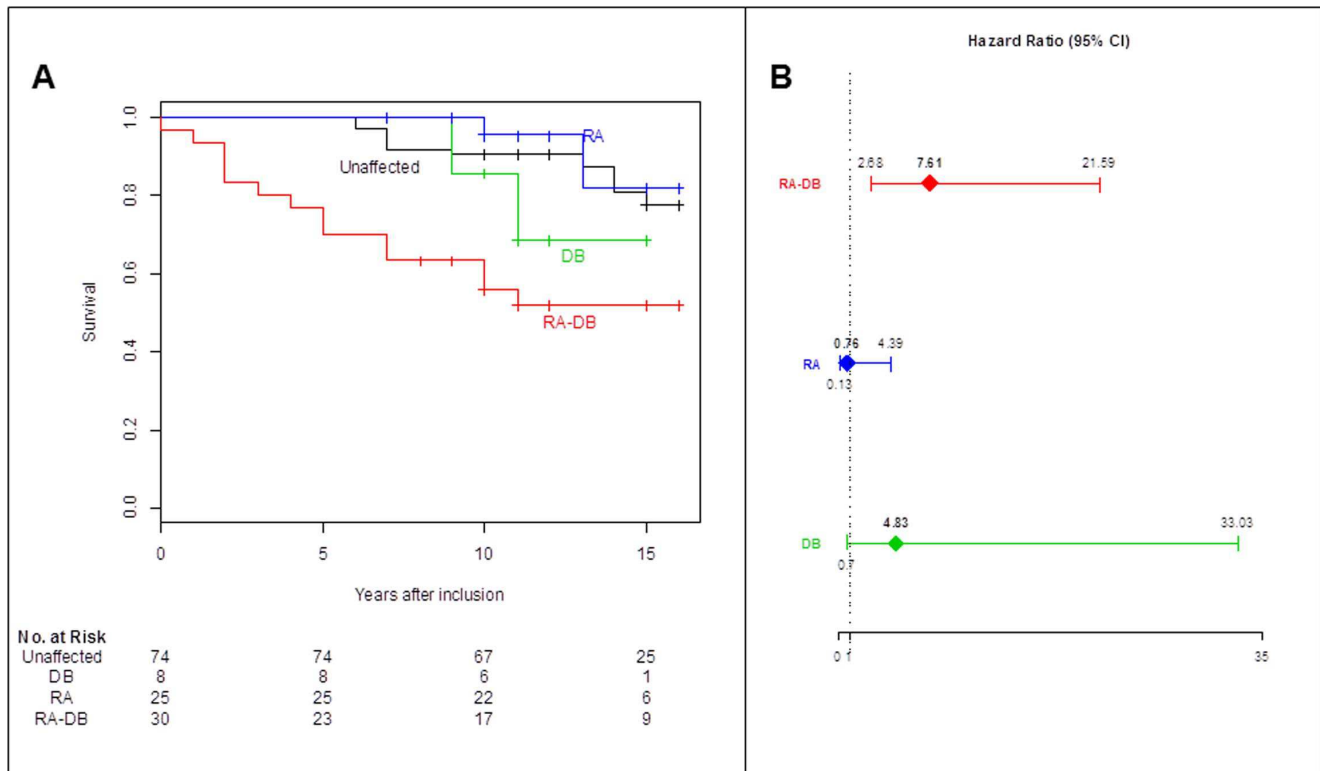 A
1.0
0.8
0.6
0.4
0.2
0.0
Survival
RA
Unaffected
DB
RA-DB
0 5 10 15
Years after inclusion
No. at Risk
Unaffected 74 74 67 25
DB 8 8 6 1
RA 25 25 22 6
RA-DB 30 23 17 9
B
Hazard Ratio (95% CI)
2.68 7.61 21.59
RA-DB
0.76 4.39
RA
0.13
4.83 33.03
DB
0.7
0 1 35